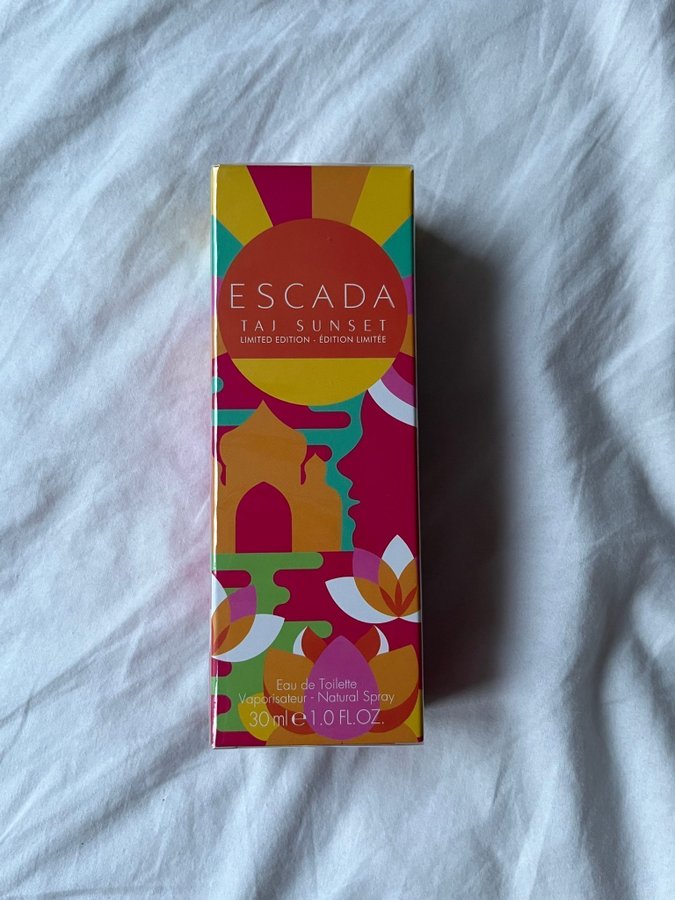 ESCADA
TAJ SUNSET
LIMITED EDITION - ÉDITION LIMITÉE
Eau de Toilette
Vaporisateur - Natural Spray
30 ml ℮ 1.0 FL.OZ.